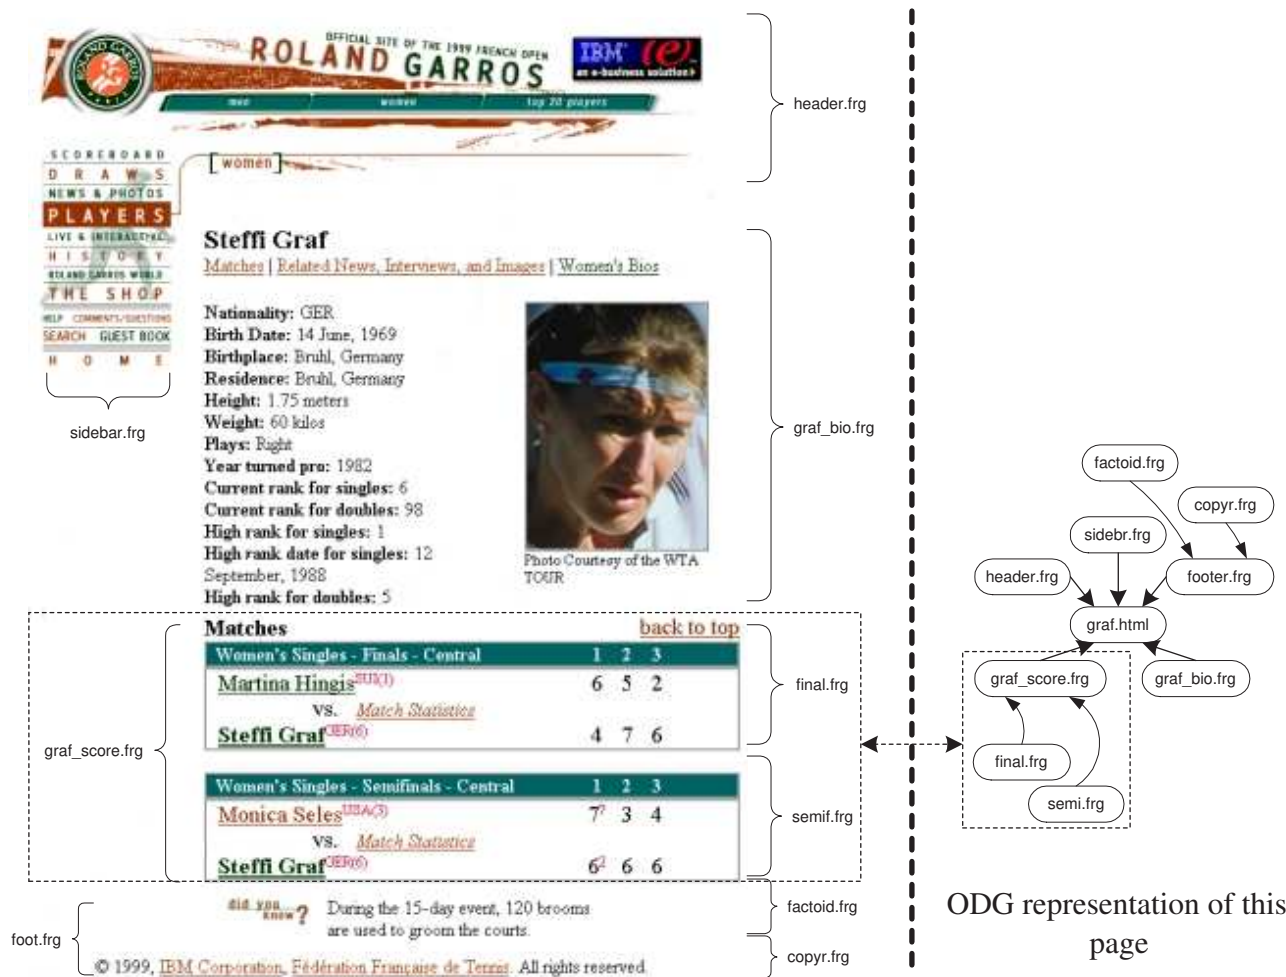 OFFICIAL SITE OF THE 1999 FRENCH OPEN
ROLAND GARROS
ROLAND GARROS
PARIS
IBM
e
an e-business solution
men
women
top 20 players
header.frg
[ women ]
SCOREBOARD
DRAWS
NEWS & PHOTOS
PLAYERS
LIVE & INTERACTIVE
HISTORY
ROLAND GARROS WORLD
THE SHOP
HELP COMMENTS/QUESTIONS
SEARCH GUEST BOOK
HOME
sidebar.frg
Steffi Graf
Matches | Related News, Interviews, and Images | Women's Bios
Nationality: GER
Birth Date: 14 June, 1969
Birthplace: Bruhl, Germany
Residence: Bruhl, Germany
Height: 1.75 meters
Weight: 60 kilos
Plays: Right
Year turned pro: 1982
Current rank for singles: 6
Current rank for doubles: 98
High rank for singles: 1
High rank date for singles: 12
September, 1988
High rank for doubles: 5
Photo Courtesy of the WTA
TOUR
graf_bio.frg
Matches back to top
Women's Singles - Finals - Central 1 2 3
Martina Hingis SUI(1) 6 5 2
vs. Match Statistics
Steffi Graf GER(6) 4 7 6
final.frg
graf_score.frg
Women's Singles - Semifinals - Central 1 2 3
Monica Seles USA(3) 7⁷ 3 4
vs. Match Statistics
Steffi Graf GER(6) 6² 6 6
semif.frg
did you know?
During the 15-day event, 120 brooms
are used to groom the courts.
factoid.frg
foot.frg
© 1999, IBM Corporation, Fédération Française de Tennis. All rights reserved.
copyr.frg
factoid.frg
copyr.frg
sidebr.frg
header.frg
footer.frg
graf.html
graf_score.frg
graf_bio.frg
final.frg
semi.frg
ODG representation of this
page